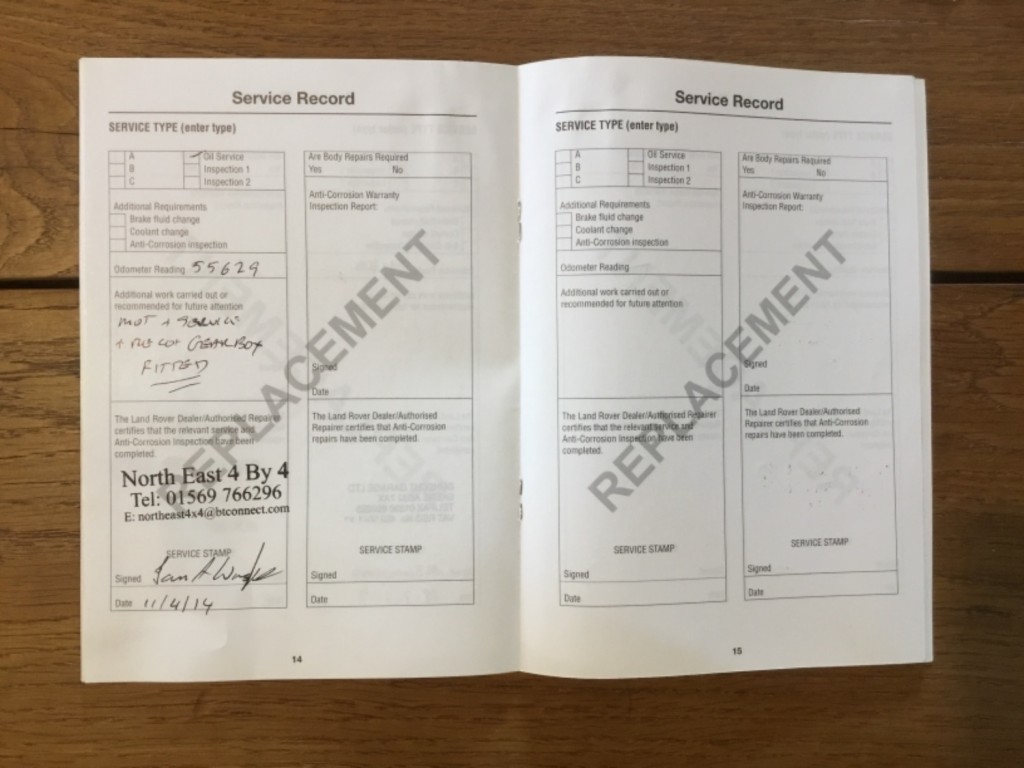 Service Record
SERVICE TYPE (enter type)
A
B
C
Oil Service
Inspection 1
Inspection 2
Additional Requirements
Brake fluid change
Coolant change
Anti-Corrosion inspection
Odometer Reading 55629
Additional work carried out or
recommended for future attention
MOT + SERVICE
+ RECON GEARBOX
FITTED
The Land Rover Dealer/Authorised Repairer
certifies that the relevant service and
Anti-Corrosion Inspection have been
completed.
North East 4 By 4
Tel: 01569 766296
E: northeast4x4@btconnect.com
SERVICE STAMP
Signed
Date 11/4/14
Are Body Repairs Required
Yes No
Anti-Corrosion Warranty
Inspection Report:
Signed
Date
The Land Rover Dealer/Authorised
Repairer certifies that Anti-Corrosion
repairs have been completed.
SERVICE STAMP
Signed
Date
REPLACEMENT
14
Service Record
SERVICE TYPE (enter type)
A
B
C
Oil Service
Inspection 1
Inspection 2
Additional Requirements
Brake fluid change
Coolant change
Anti-Corrosion inspection
Odometer Reading
Additional work carried out or
recommended for future attention
The Land Rover Dealer/Authorised Repairer
certifies that the relevant service and
Anti-Corrosion Inspection have been
completed.
SERVICE STAMP
Signed
Date
Are Body Repairs Required
Yes No
Anti-Corrosion Warranty
Inspection Report:
Signed
Date
The Land Rover Dealer/Authorised
Repairer certifies that Anti-Corrosion
repairs have been completed.
SERVICE STAMP
Signed
Date
REPLACEMENT
15